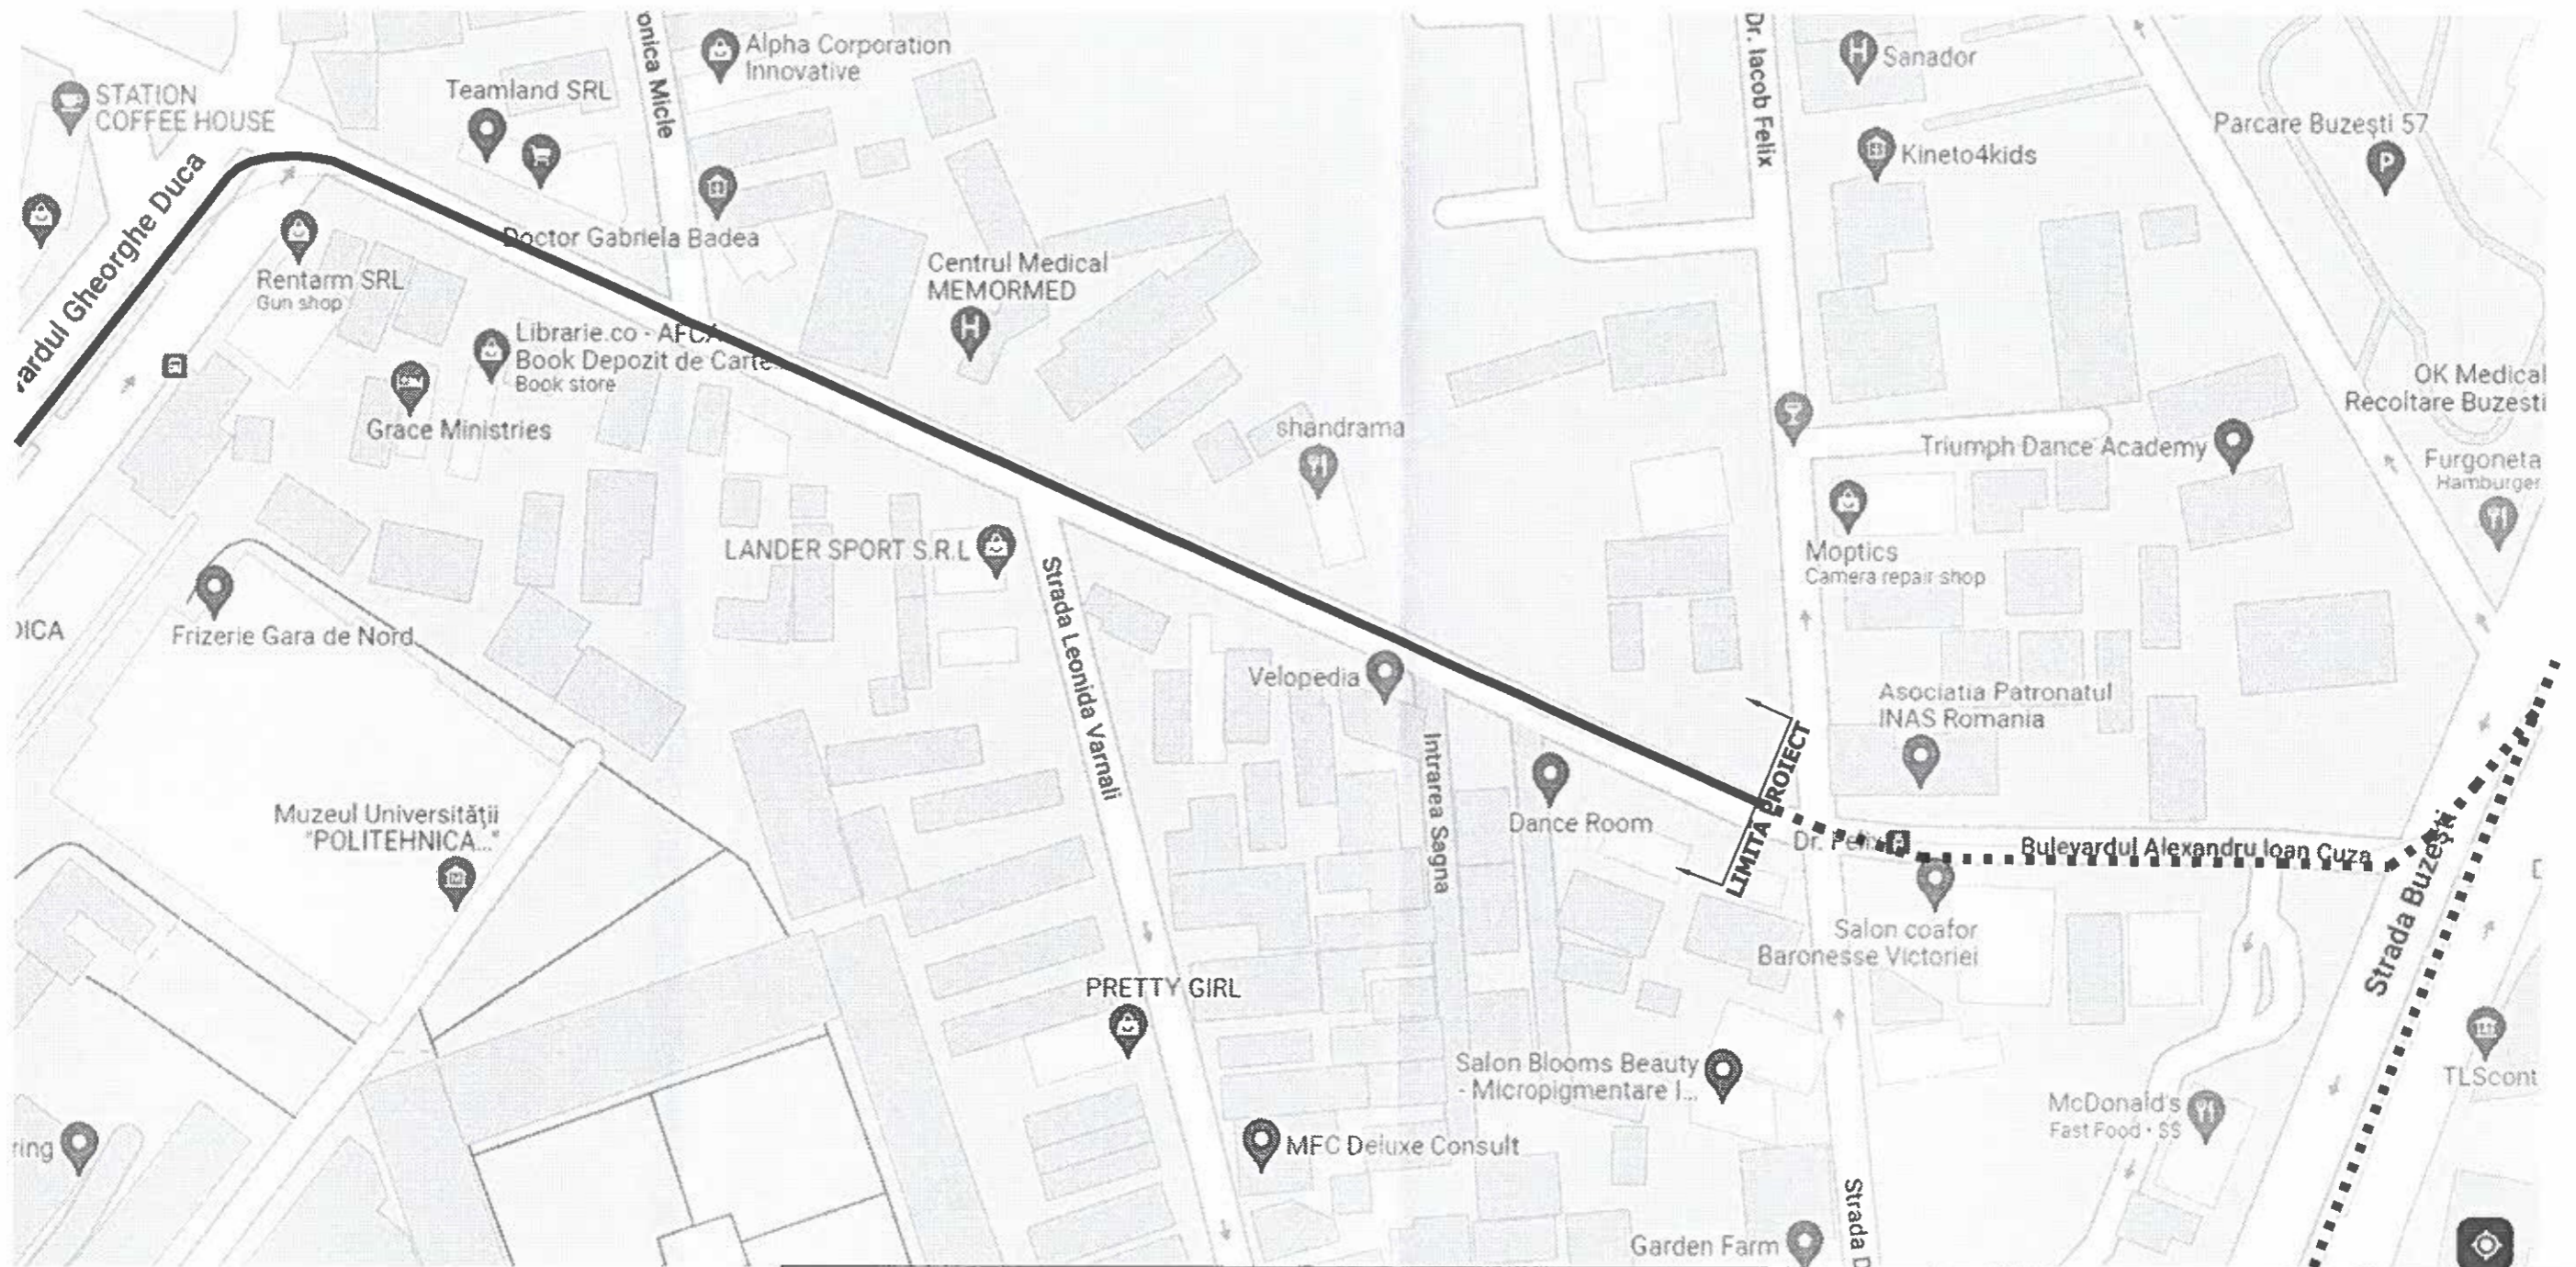 STATION
COFFEE HOUSE
Teamland SRL
onica Micle
Alpha Corporation
Innovative
Dr. Iacob Felix
Sanador
Kineto4kids
Parcare Buzești 57
P
ardul Gheorghe Duca
Rentarm SRL
Gun shop
Doctor Gabriela Badea
Centrul Medical
MEMORMED
Librarie.co - AFCA
Book Depozit de Carte...
Book store
Grace Ministries
shandrama
OK Medical
Recoltare Buzesti
Triumph Dance Academy
Furgoneta
Hamburger
LANDER SPORT S.R.L
Moptics
Camera repair shop
Strada Leonida Varnali
DICA
Frizerie Gara de Nord
Velopedia
Asociatia Patronatul
INAS Romania
Intrarea Sagna
LIMITA PROIECT
Dance Room
Dr. Felix
Bulevardul Alexandru Ioan Cuza
Strada Buzești
Muzeul Universității
"POLITEHNICA..."
Salon coafor
Baronesse Victoriei
PRETTY GIRL
Salon Blooms Beauty
- Micropigmentare I...
TLScont
McDonald's
Fast Food • $$
MFC Deluxe Consult
ring
Strada D
Garden Farm